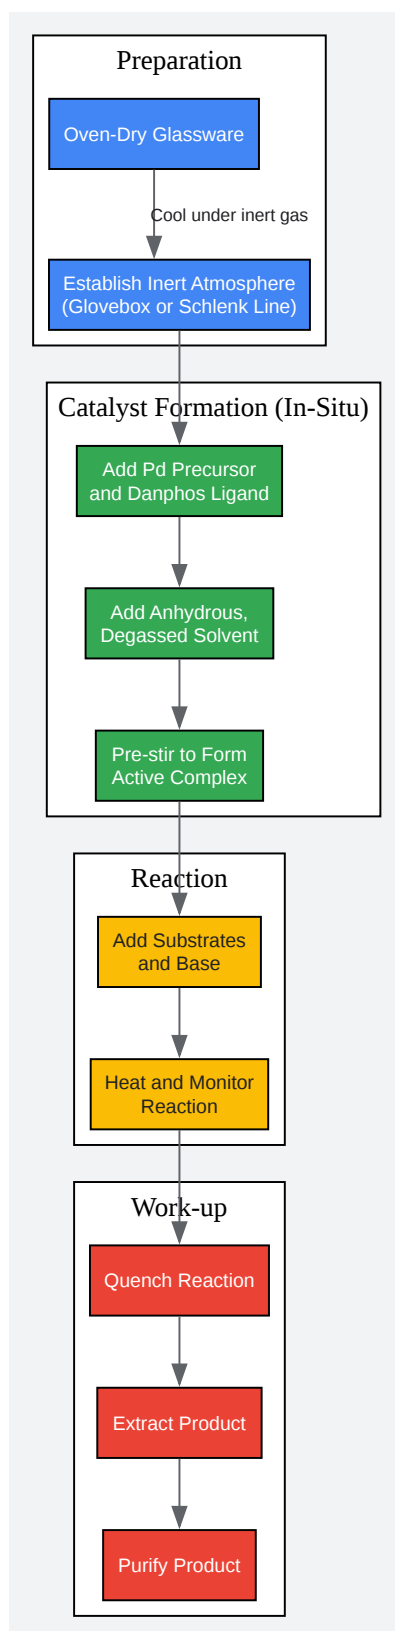 Preparation
Oven-Dry Glassware
Cool under inert gas
Establish Inert Atmosphere
(Glovebox or Schlenk Line)
Catalyst Formation (In-Situ)
Add Pd Precursor
and Danphos Ligand
Add Anhydrous,
Degassed Solvent
Pre-stir to Form
Active Complex
Reaction
Add Substrates
and Base
Heat and Monitor
Reaction
Work-up
Quench Reaction
Extract Product
Purify Product